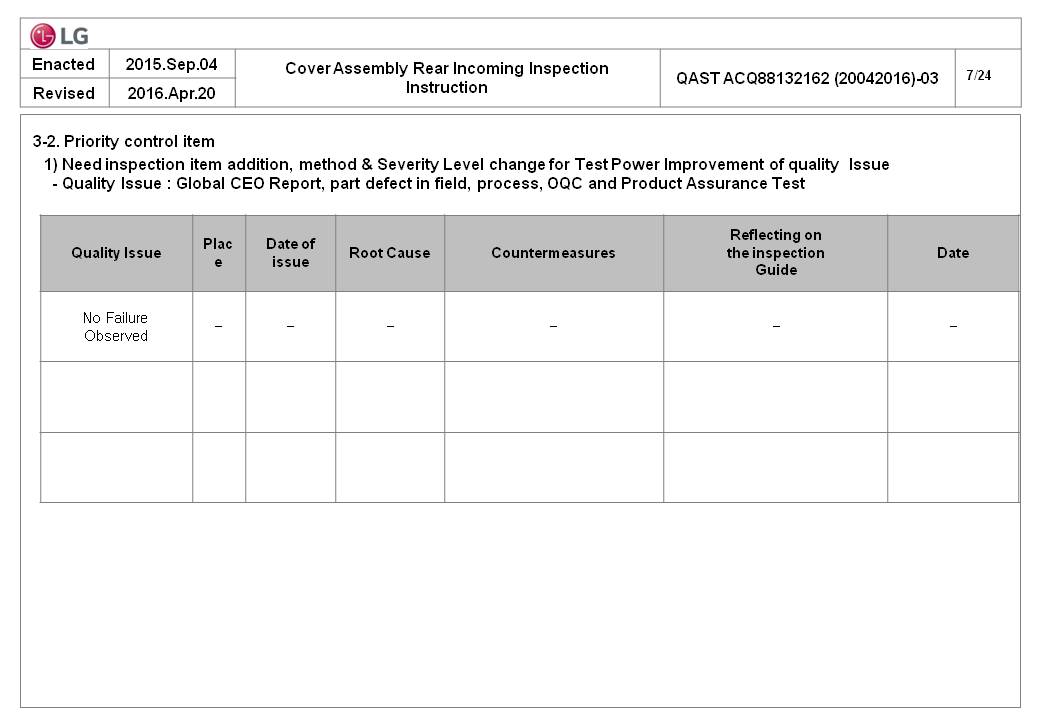 LG
Enacted 2015.Sep.04
Cover Assembly Rear Incoming Inspection
Instruction
QAST ACQ88132162 (20042016)-03
7/24
Revised 2016.Apr.20
3-2. Priority control item
1) Need inspection item addition, method & Severity Level change for Test Power Improvement of quality Issue
- Quality Issue : Global CEO Report, part defect in field, process, OQC and Product Assurance Test
Quality Issue
Plac
e
Date of
issue
Root Cause
Countermeasures
Reflecting on
the inspection
Guide
Date
No Failure
Observed
– – – – – –